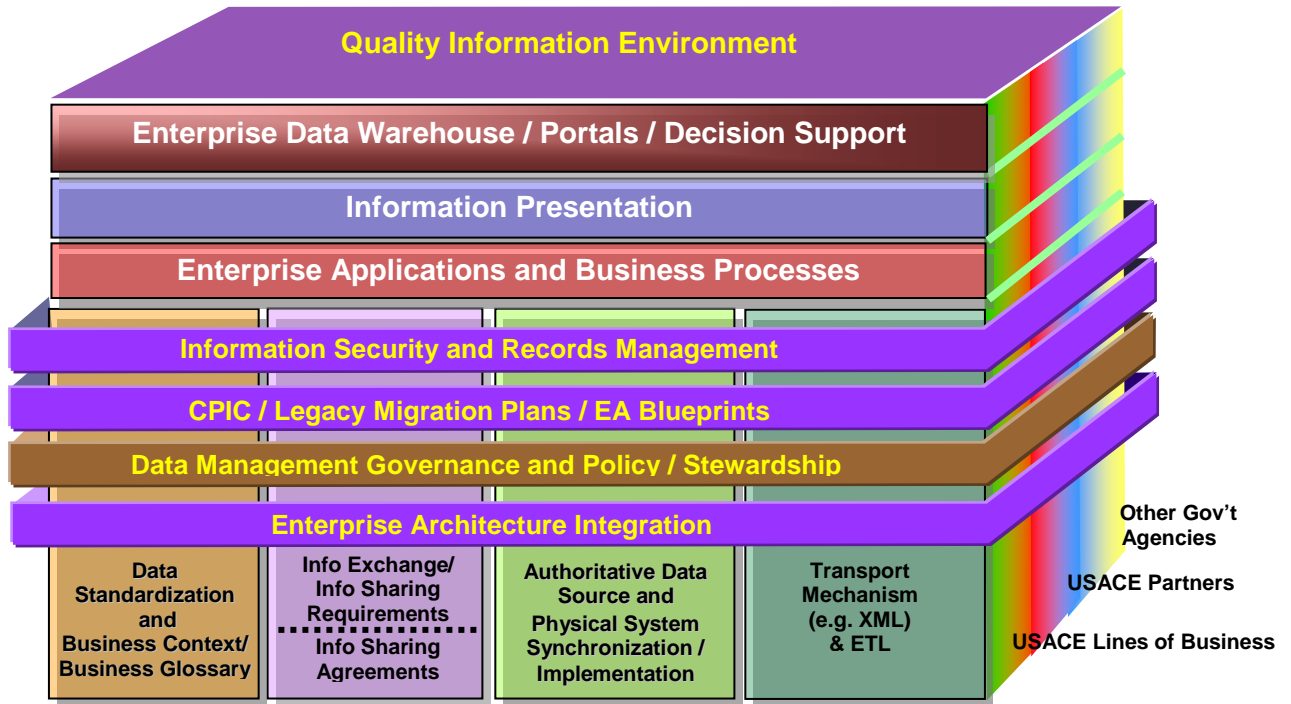 Quality Information Environment
Enterprise Data Warehouse / Portals / Decision Support
Information Presentation
Enterprise Applications and Business Processes
Information Security and Records Management
CPIC / Legacy Migration Plans / EA Blueprints
Data Management Governance and Policy / Stewardship
Enterprise Architecture Integration
Data
Standardization
and
Business Context/
Business Glossary
Info Exchange/
Info Sharing
Requirements
Info Sharing
Agreements
Authoritative Data
Source and
Physical System
Synchronization /
Implementation
Transport
Mechanism
(e.g. XML)
& ETL
Other Gov't
Agencies
USACE Partners
USACE Lines of Business